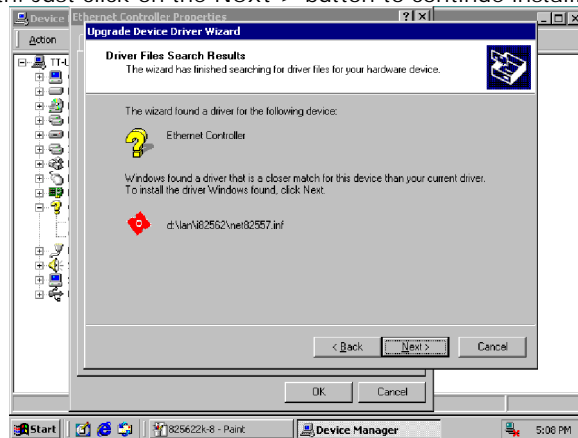 Just click on the NEXT > button to continue install
Device
Ethernet Controller Properties
Upgrade Device Driver Wizard
Action
Driver Files Search Results
The wizard has finished searching for driver files for your hardware device.
The wizard found a driver for the following device:
Ethernet Controller
Windows found a driver that is a closer match for this device than your current driver.
To install the driver Windows found, click Next.
d:\lan\i82562\net82557.inf
< Back Next > Cancel
OK Cancel
Start 825622k-8 - Paint Device Manager 5:08 PM